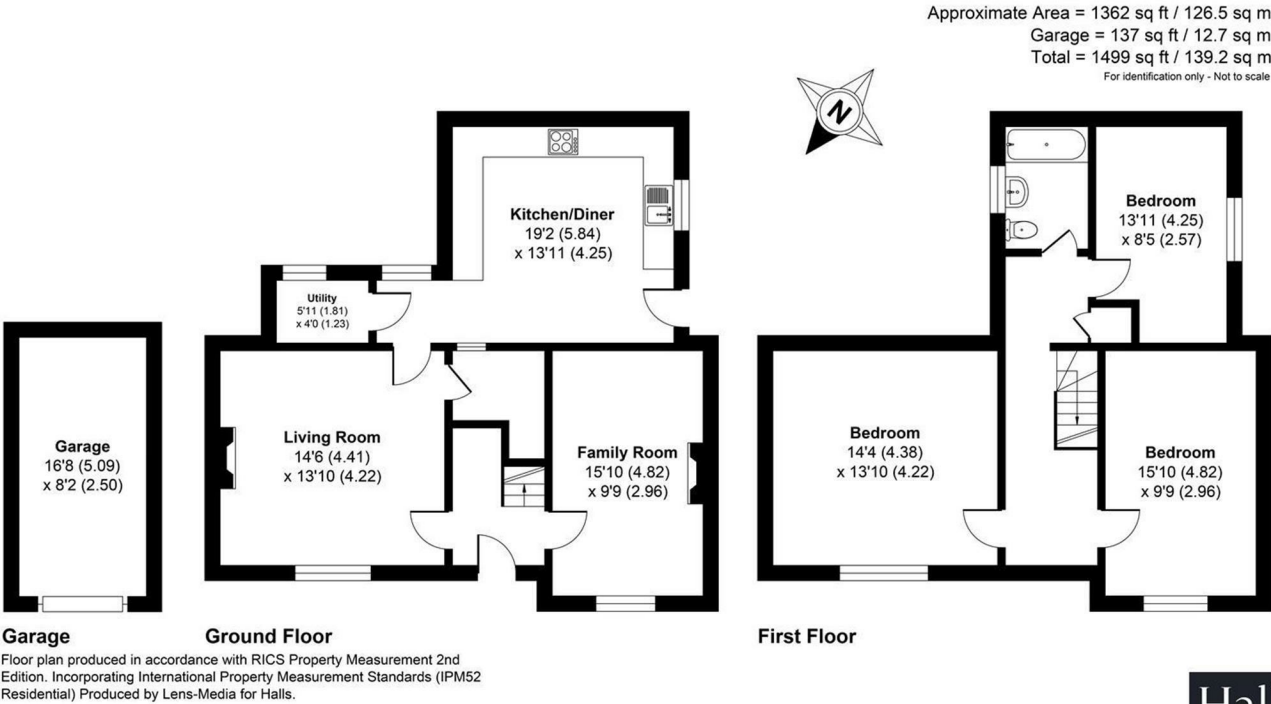 Approximate Area = 1362 sq ft / 126.5 sq m
Garage = 137 sq ft / 12.7 sq m
Total = 1499 sq ft / 139.2 sq m
For identification only - Not to scale
N
Kitchen/Diner
19'2 (5.84)
x 13'11 (4.25)
Bedroom
13'11 (4.25)
x 8'5 (2.57)
Utility
5'11 (1.81)
x 4'0 (1.23)
Garage
16'8 (5.09)
x 8'2 (2.50)
Living Room
14'6 (4.41)
x 13'10 (4.22)
Family Room
15'10 (4.82)
x 9'9 (2.96)
Bedroom
14'4 (4.38)
x 13'10 (4.22)
Bedroom
15'10 (4.82)
x 9'9 (2.96)
Garage
Ground Floor
First Floor
Floor plan produced in accordance with RICS Property Measurement 2nd
Edition. Incorporating International Property Measurement Standards (IPM52
Residential) Produced by Lens-Media for Halls.